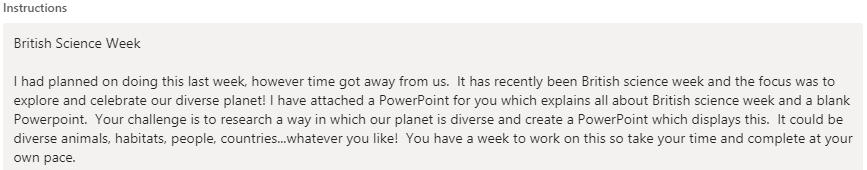 Instructions
British Science Week
I had planned on doing this last week, however time got away from us.  It has recently been British science week and the focus was to
explore and celebrate our diverse planet! I have attached a PowerPoint for you which explains all about British science week and a blank
Powerpoint.  Your challenge is to research a way in which our planet is diverse and create a PowerPoint which displays this.  It could be
diverse animals, habitats, people, countries...whatever you like!  You have a week to work on this so take your time and complete at your
own pace.